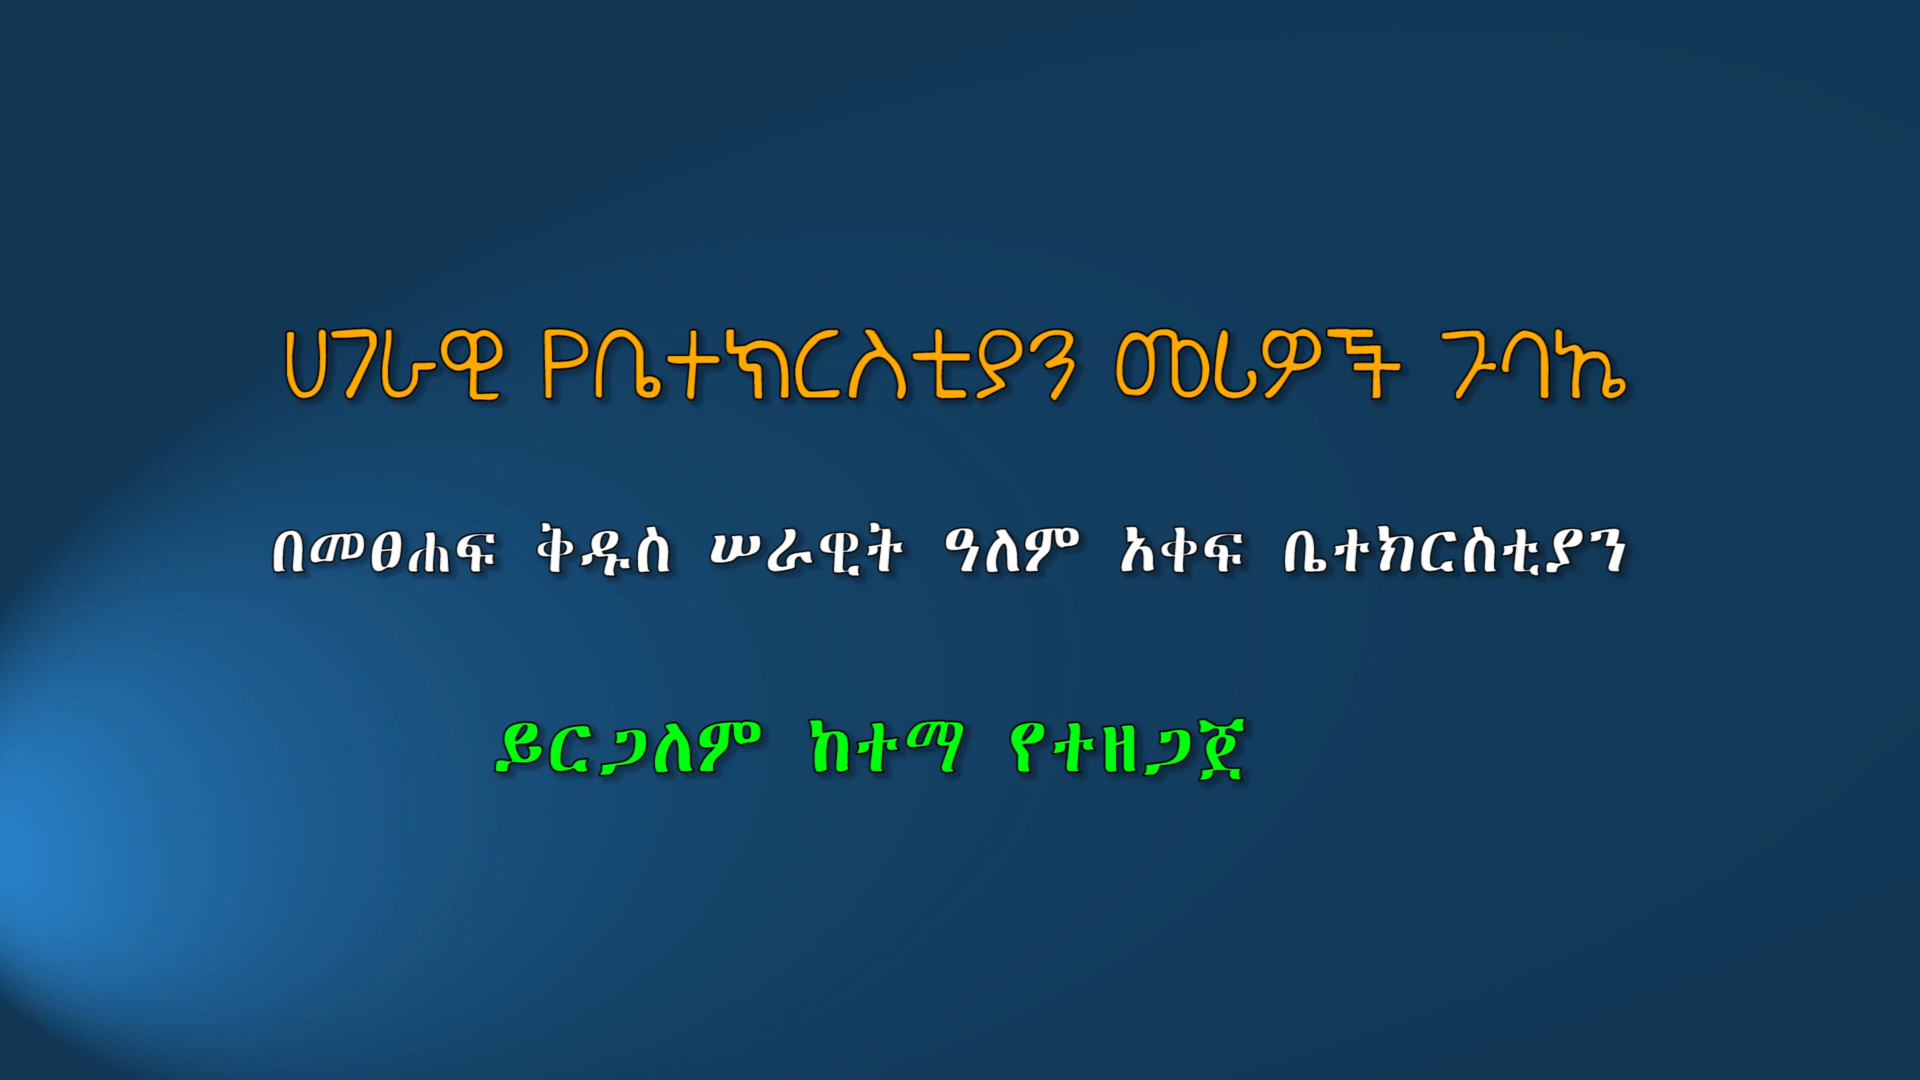 ሀገራዊ የቤተክርስቲያን መሪዎች ጉባኤ
በመፀሐፍ ቅዱስ ሠራዊት ዓለም አቀፍ ቤተክርስቲያን
ይርጋለም ከተማ የተዘጋጀ